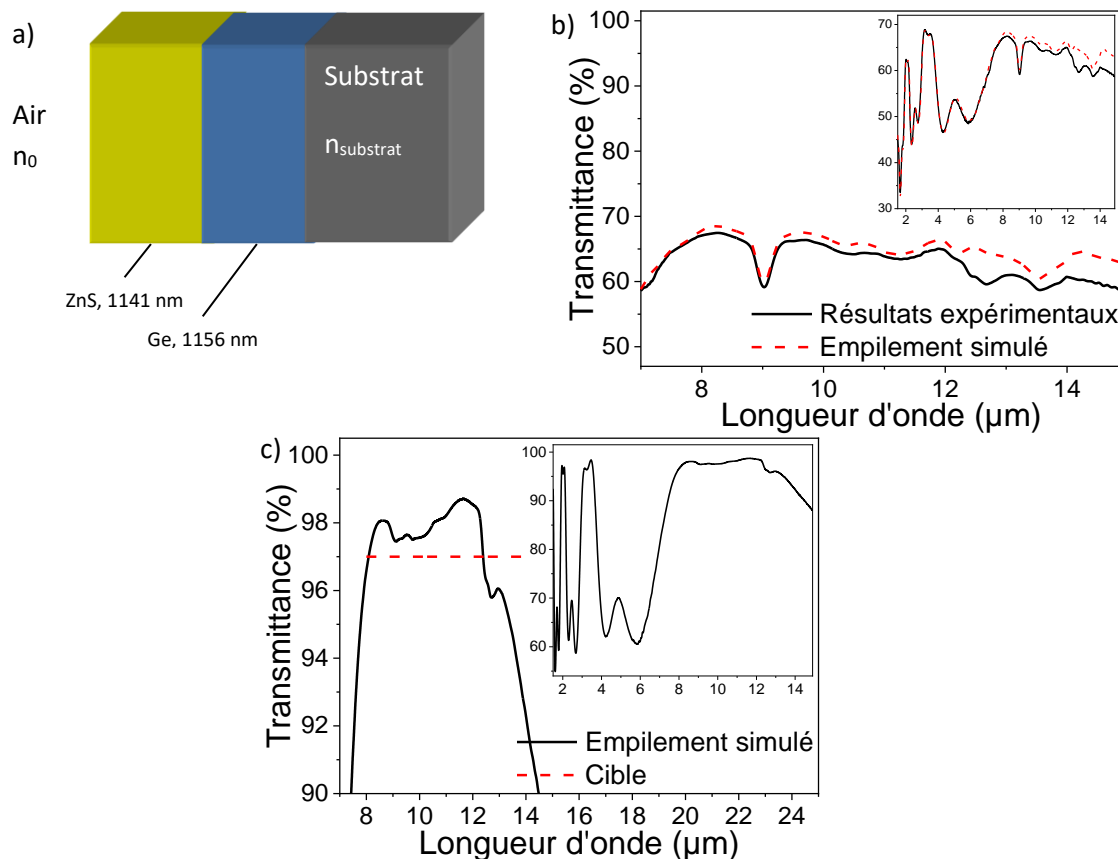 a)
Air
n₀
Substrat
n_substrat
ZnS, 1141 nm
Ge, 1156 nm
b)
Transmittance (%)
100
90
80
70
60
50
8
10
12
14
Longueur d'onde (µm)
Résultats expérimentaux
Empilement simulé
70
60
50
40
30
2
4
6
8
10
12
14
c)
Transmittance (%)
100
98
96
94
92
90
8
10
12
14
16
18
20
22
24
Longueur d'onde (µm)
Empilement simulé
Cible
100
90
80
70
60
2
4
6
8
10
12
14